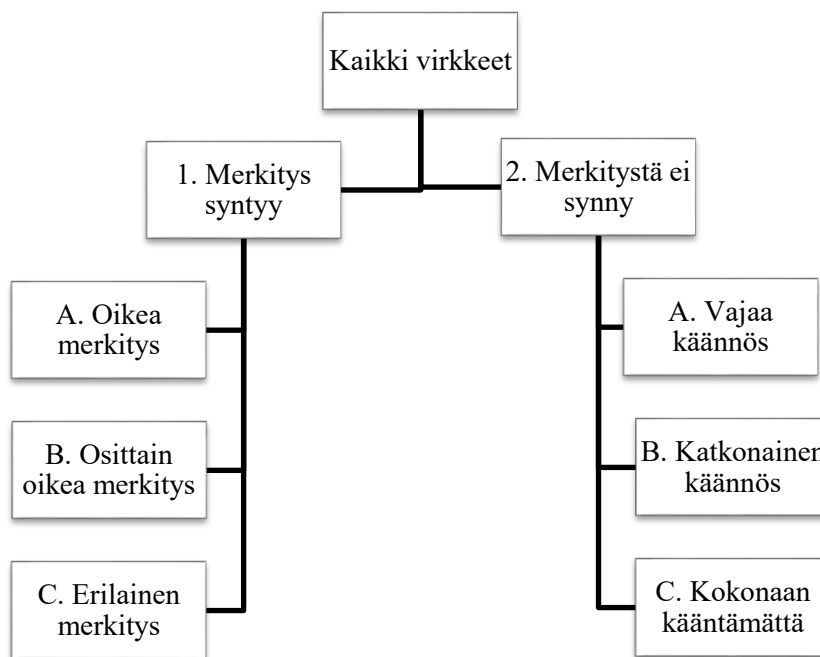 Kaikki virkkeet
1. Merkitys
syntyy
2. Merkitystä ei
synny
A. Oikea
merkitys
B. Osittain
oikea merkitys
C. Erilainen
merkitys
A. Vajaa
käännös
B. Katkonainen
käännös
C. Kokonaan
kääntämättä